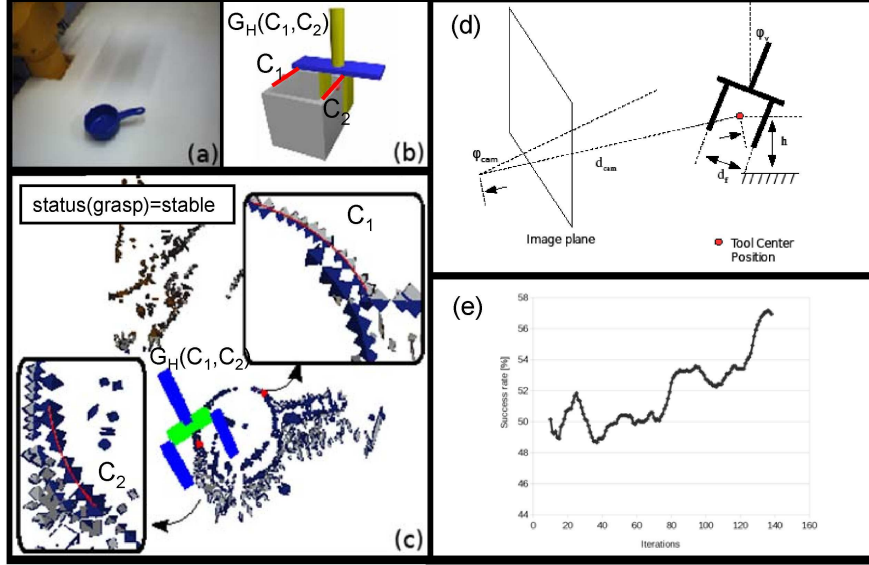 (a)
G_H(C_1,C_2)
C_1
C_2
(b)
status(grasp)=stable
C_1
G_H(C_1,C_2)
C_2
(c)
(d)
φ_v
φ_cam
d_cam
h
d_f
Image plane
Tool Center
Position
(e)
58
56
54
52
50
48
46
44
Success rate [%]
0 20 40 60 80 100 120 140 160
Iterations